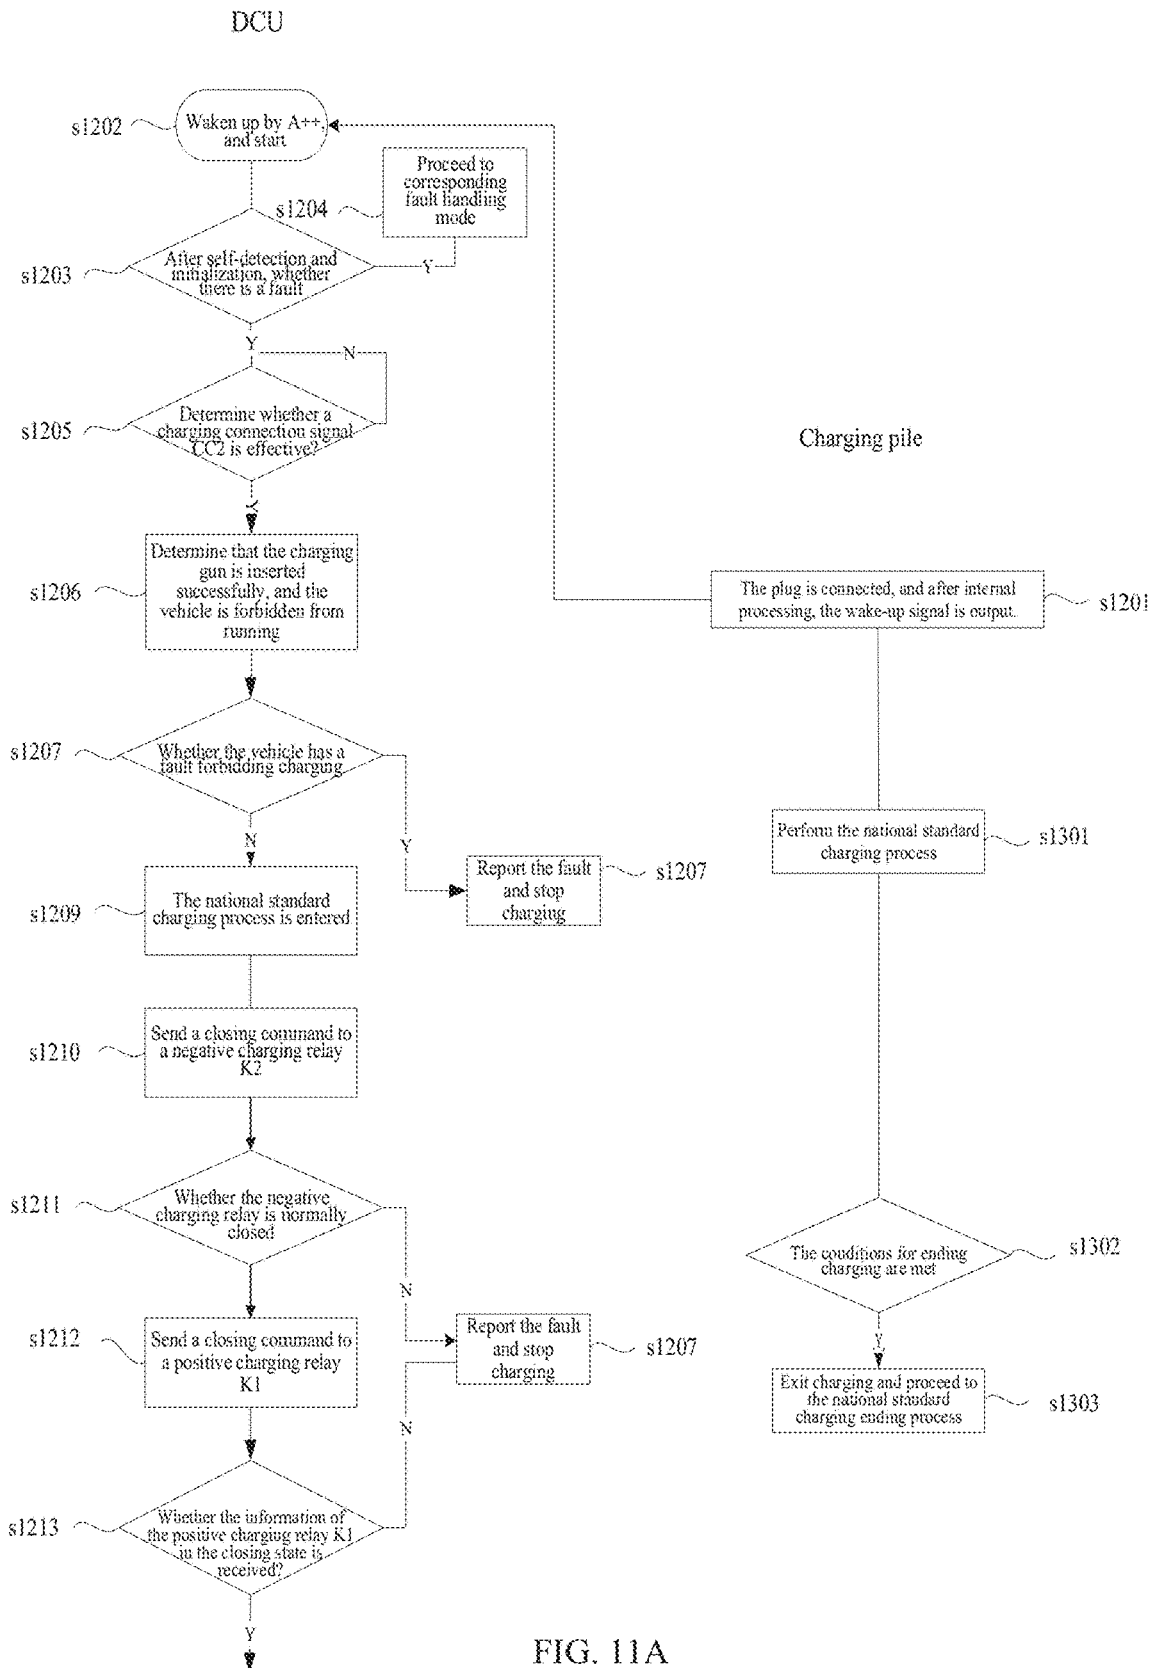 DCU
s1202
Waken up by A++,
and start
Proceed to
corresponding
fault handling
mode
s1204
s1203
After self-detection and
initialization, whether
there is a fault
Y
Y
N
s1205
Determine whether a
charging connection signal
CC2 is effective?
Charging pile
Y
s1206
Determine that the charging
gun is inserted
successfully, and the
vehicle is forbidden from
running
The plug is connected, and after internal
processing, the wake-up signal is output.
s1201
s1207
Whether the vehicle has a
fault forbidding charging
N
Y
Perform the national standard
charging process
s1301
Report the fault
and stop
charging
s1207
s1209
The national standard
charging process is entered
s1210
Send a closing command to
a negative charging relay
K2
s1211
Whether the negative
charging relay is normally
closed
N
The conditions for ending
charging are met
s1302
Y
s1212
Send a closing command to
a positive charging relay
K1
Report the fault
and stop
charging
s1207
Exit charging and proceed to
the national standard
charging ending process
s1303
N
s1213
Whether the information of
the positive charging relay K1
in the closing state is
received?
Y
FIG. 11A